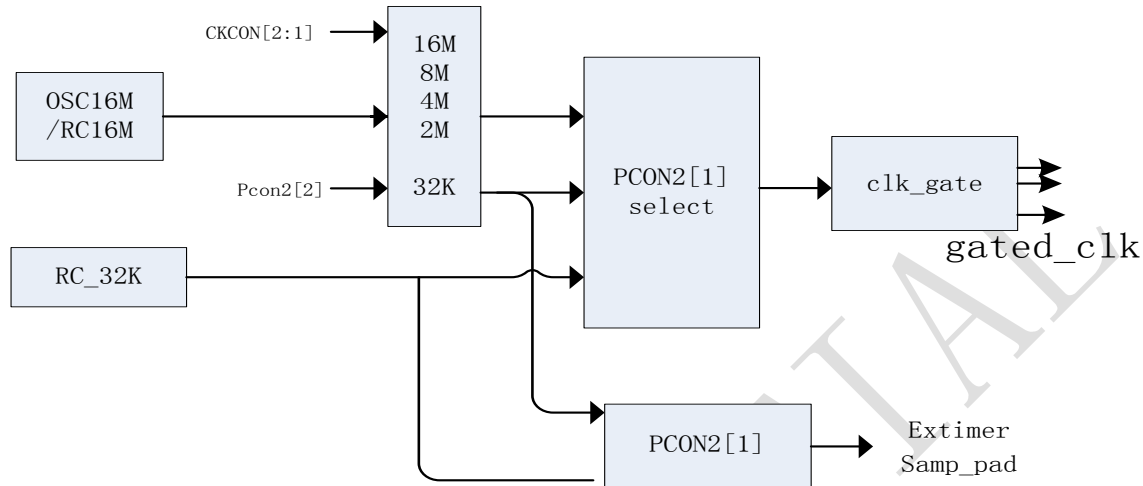 CKCON[2:1]
OSC16M
/RC16M
Pcon2[2]
RC_32K
16M
8M
4M
2M
32K
PCON2[1]
select
clk_gate
gated_clk
PCON2[1]
Extimer
Samp_pad